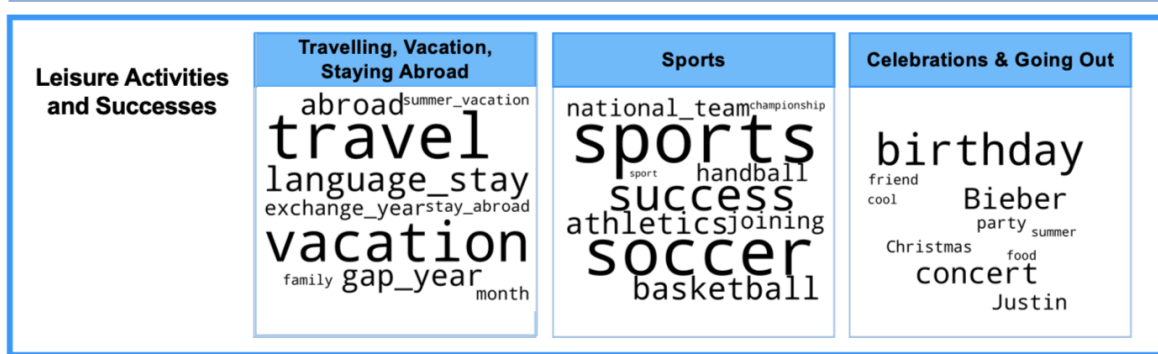 Leisure Activities
and Successes
Travelling, Vacation,
Staying Abroad
abroad summer_vacation
travel
language_stay
exchange_year stay_abroad
vacation
family gap_year
month
Sports
national_team championship
sports
sport handball
success
athletics joining
soccer
basketball
Celebrations & Going Out
birthday
friend
cool Bieber
party summer
Christmas food
concert
Justin